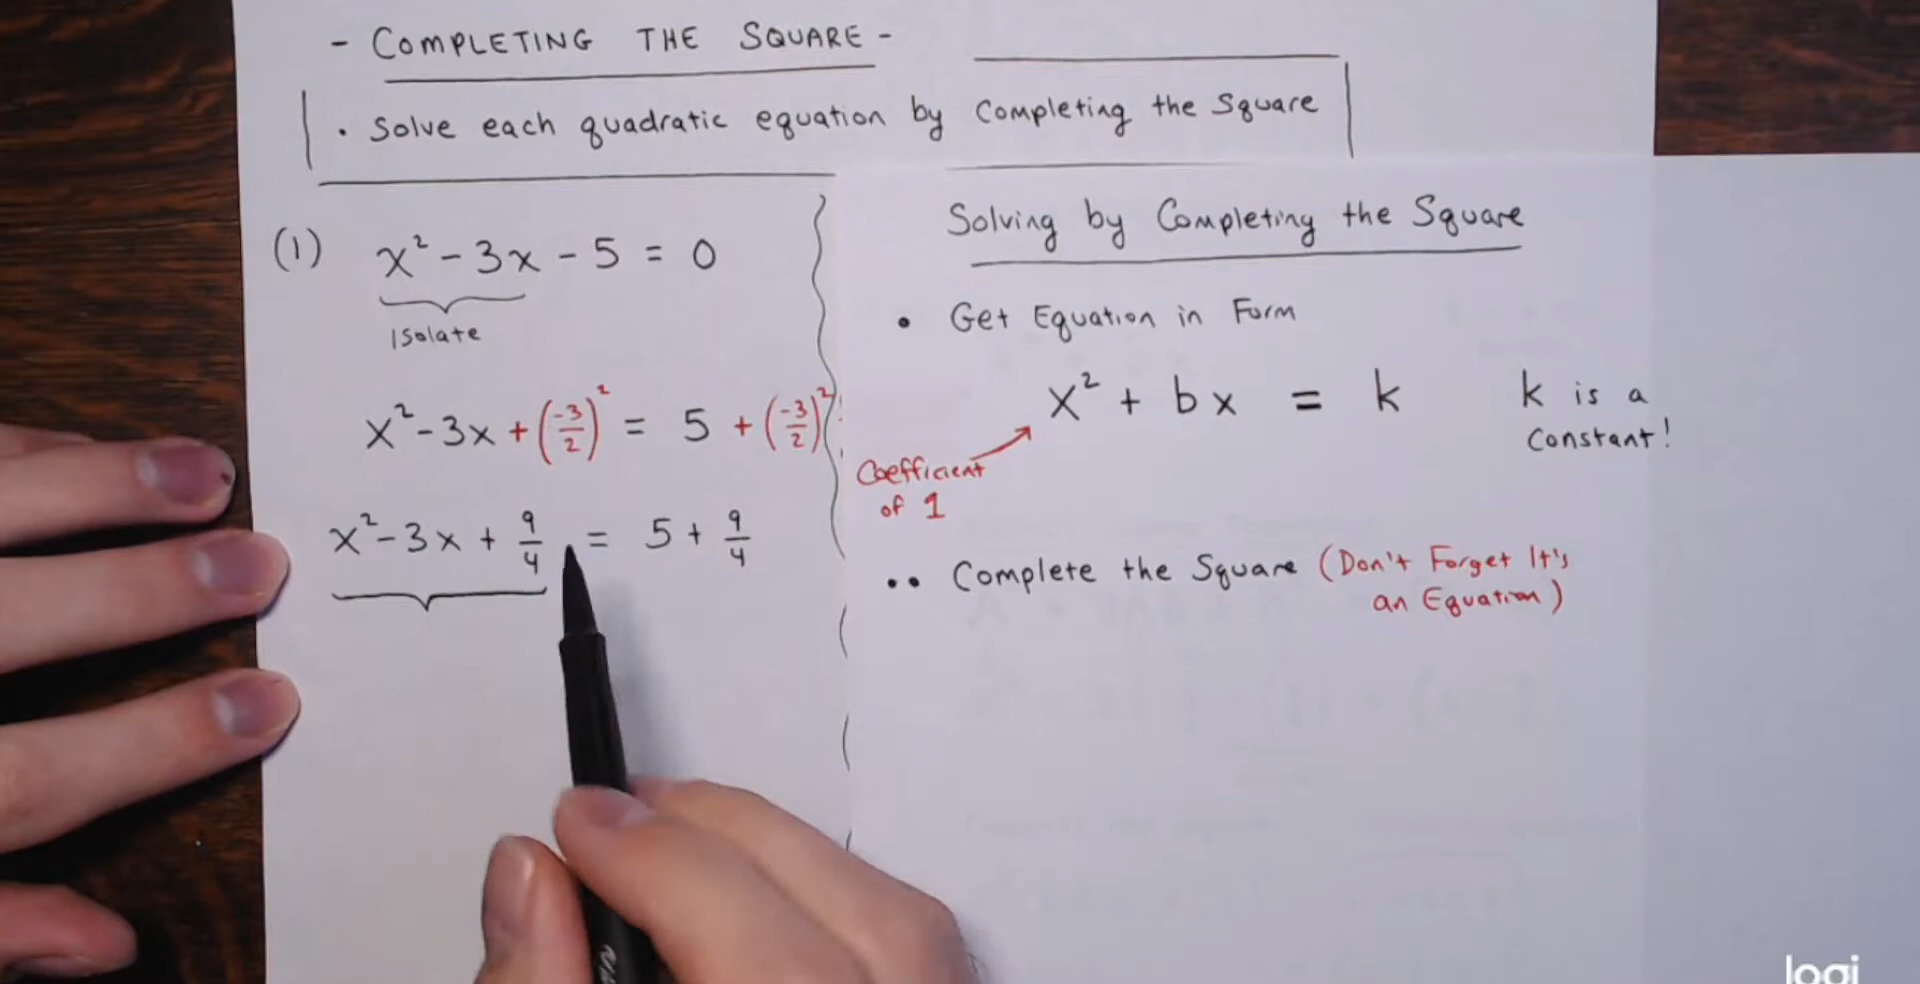 - COMPLETING THE SQUARE -
• Solve each quadratic equation by Completing the Square
(1) x² - 3x - 5 = 0
Isolate
x² - 3x + (-3/2)² = 5 + (-3/2)²
x² - 3x + 9/4 = 5 + 9/4
Solving by Completing the Square
• Get Equation in Form
x² + bx = k
k is a
Constant!
Coefficient
of 1
•• Complete the Square (Don't Forget It's
an Equation)
logi